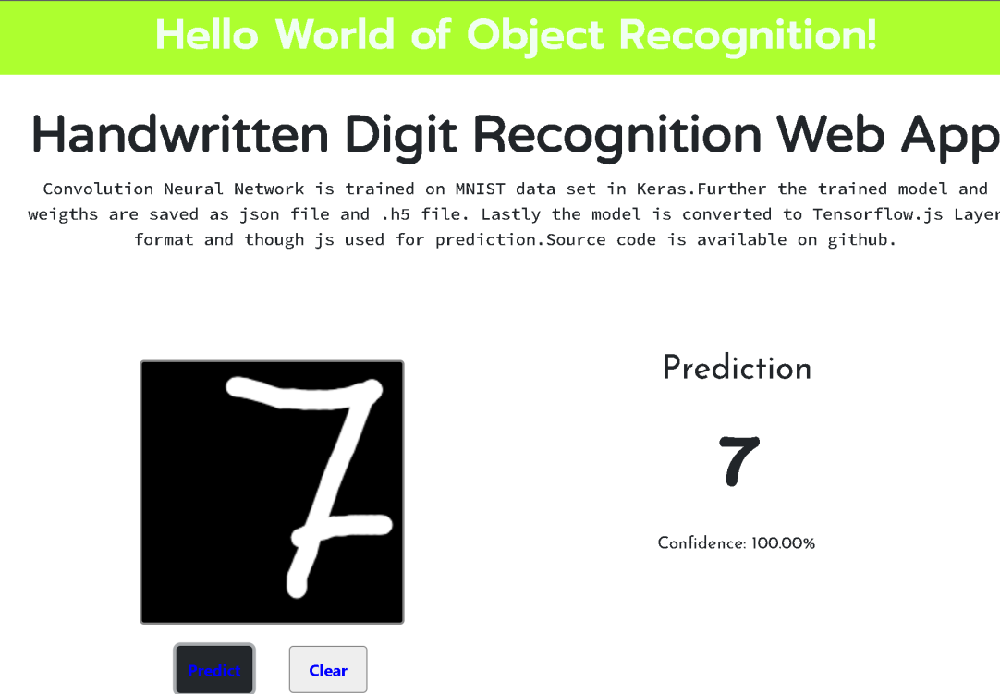 Hello World of Object Recognition!
Handwritten Digit Recognition Web App
Convolution Neural Network is trained on MNIST data set in Keras.Further the trained model and
weigths are saved as json file and .h5 file. Lastly the model is converted to Tensorflow.js Layer
format and though js used for prediction.Source code is available on github.
7
Prediction
7
Confidence: 100.00%
Predict
Clear